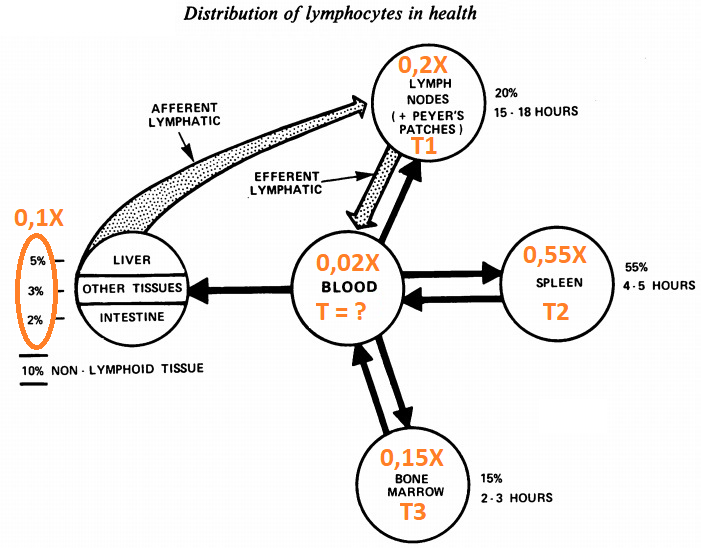 Distribution of lymphocytes in health
0,2X
LYMPH
NODES
( + PEYER'S
PATCHES )
T1
20%
15 - 18 HOURS
AFFERENT
LYMPHATIC
EFFERENT
LYMPHATIC
0,1X
5%
3%
2%
LIVER
OTHER TISSUES
INTESTINE
10% NON - LYMPHOID TISSUE
0,02X
BLOOD
T = ?
0,55X
SPLEEN
T2
55%
4 - 5 HOURS
0,15X
BONE
MARROW
T3
15%
2 - 3 HOURS